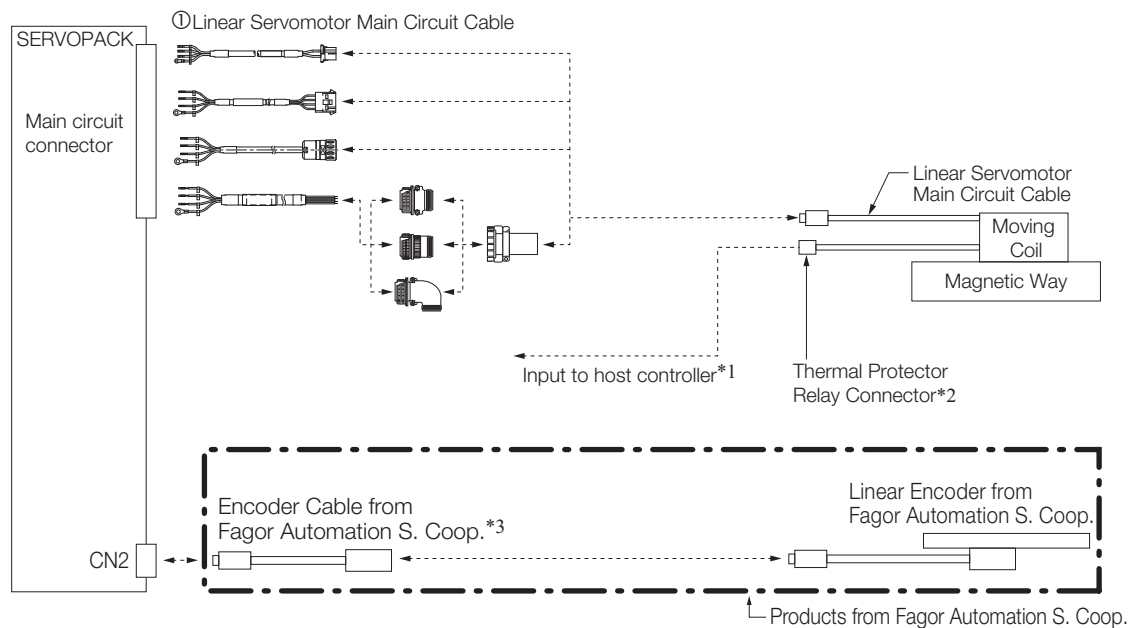 ①Linear Servomotor Main Circuit Cable
SERVOPACK
Main circuit
connector
Linear Servomotor
Main Circuit Cable
Moving
Coil
Magnetic Way
Input to host controller*1
Thermal Protector
Relay Connector*2
Encoder Cable from
Fagor Automation S. Coop.*3
Linear Encoder from
Fagor Automation S. Coop.
CN2
Products from Fagor Automation S. Coop.